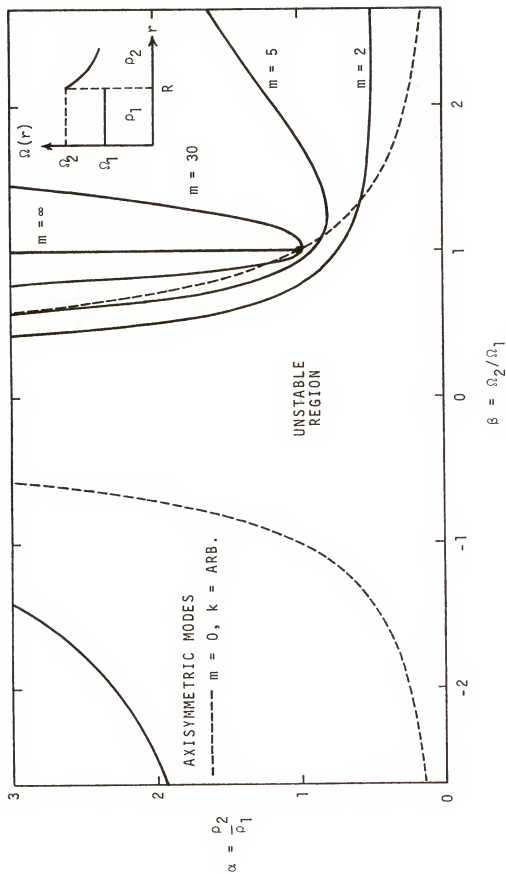 α = ρ2/ρ1
3
2
1
0
AXISYMMETRIC MODES
m = 0, k = ARB.
UNSTABLE
REGION
m = ∞
m = 30
m = 5
m = 2
Ω(r)
Ω2
Ω1
ρ1
ρ2
R
r
-2
-1
0
1
2
β = Ω2/Ω1